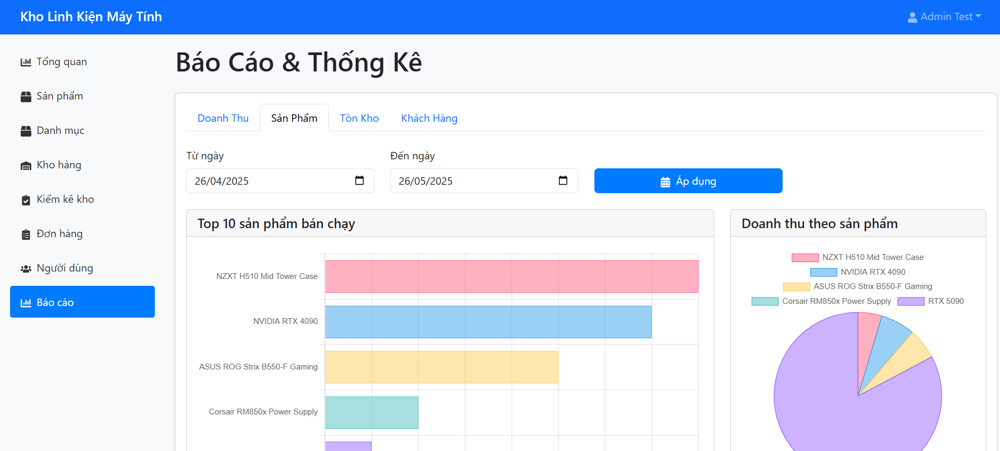 Kho Linh Kiện Máy Tính
Admin Test
Tổng quan
Sản phẩm
Danh mục
Kho hàng
Kiểm kê kho
Đơn hàng
Người dùng
Báo cáo
Báo Cáo & Thống Kê
Doanh Thu
Sản Phẩm
Tồn Kho
Khách Hàng
Từ ngày
Đến ngày
26/04/2025
26/05/2025
Áp dụng
Top 10 sản phẩm bán chạy
NZXT H510 Mid Tower Case
NVIDIA RTX 4090
ASUS ROG Strix B550-F Gaming
Corsair RM850x Power Supply
Doanh thu theo sản phẩm
NZXT H510 Mid Tower Case
NVIDIA RTX 4090
ASUS ROG Strix B550-F Gaming
Corsair RM850x Power Supply
RTX 5090